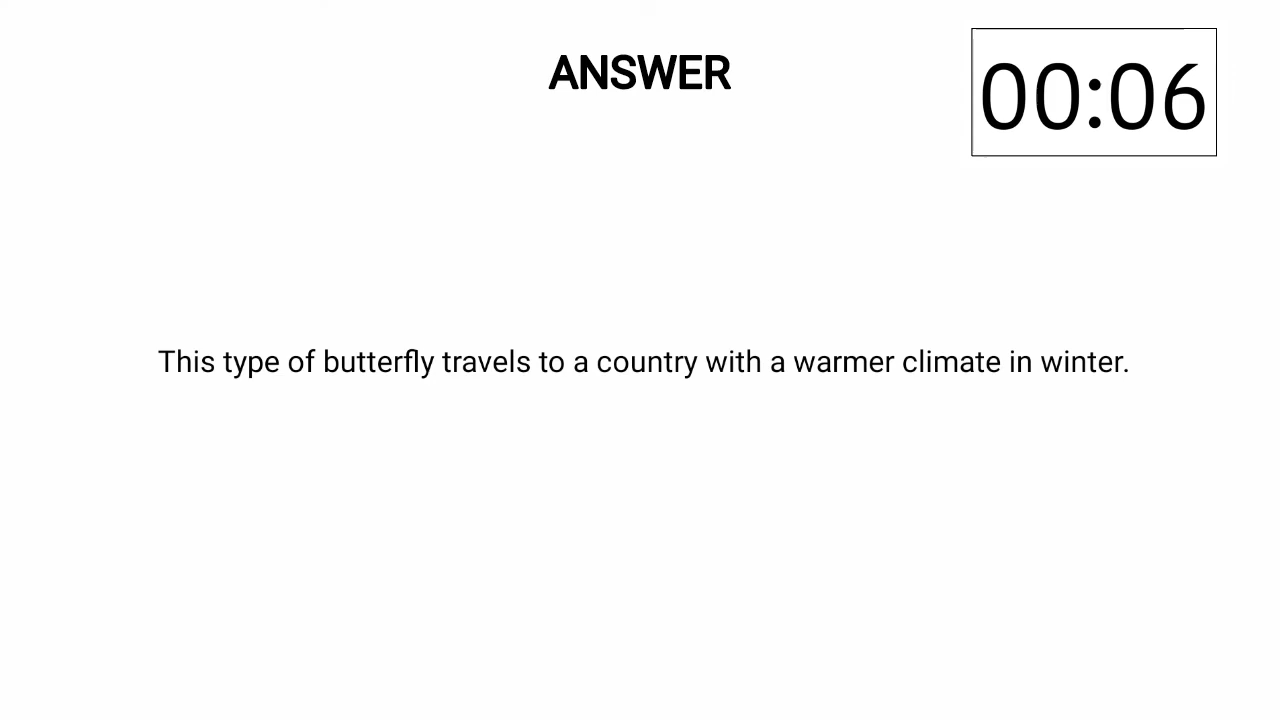 ANSWER
00:06
This type of butterfly travels to a country with a warmer climate in winter.